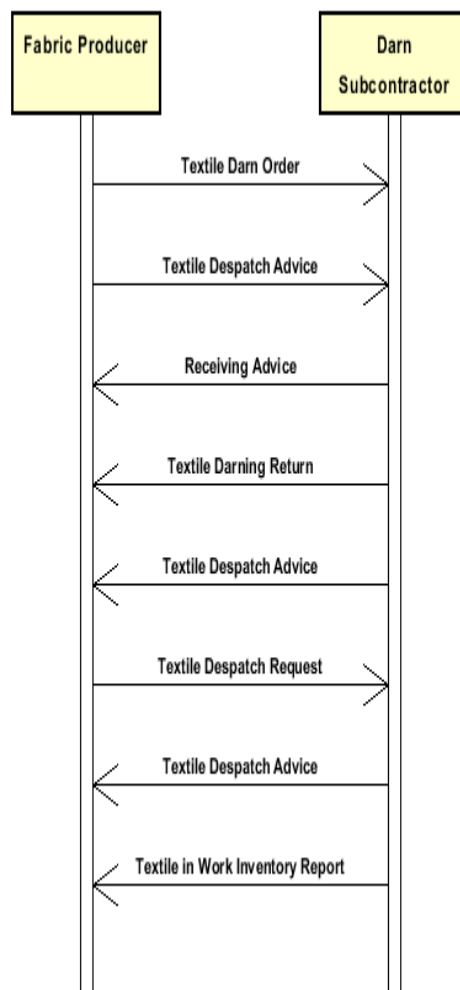 Fabric Producer
Darn
Subcontractor
Textile Darn Order
Textile Despatch Advice
Receiving Advice
Textile Darning Return
Textile Despatch Advice
Textile Despatch Request
Textile Despatch Advice
Textile in Work Inventory Report